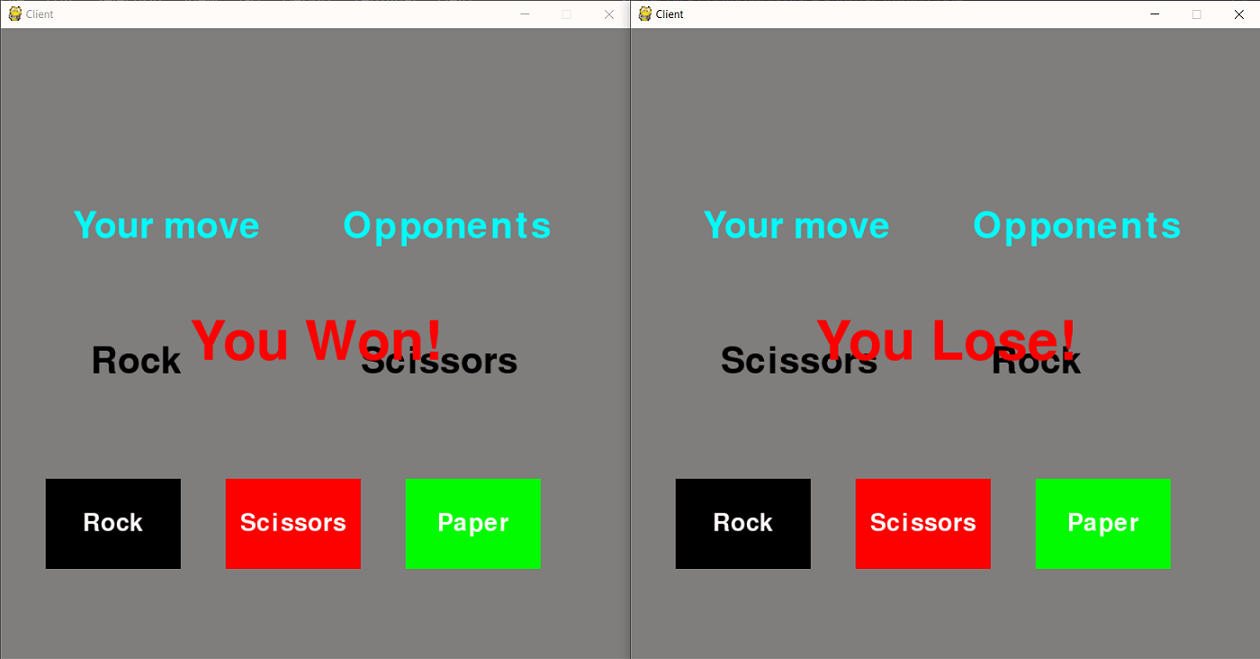 Client
Your move Opponents
You Won!
Rock Scissors
Rock Scissors Paper
Client
Your move Opponents
You Lose!
Scissors Rock
Rock Scissors Paper